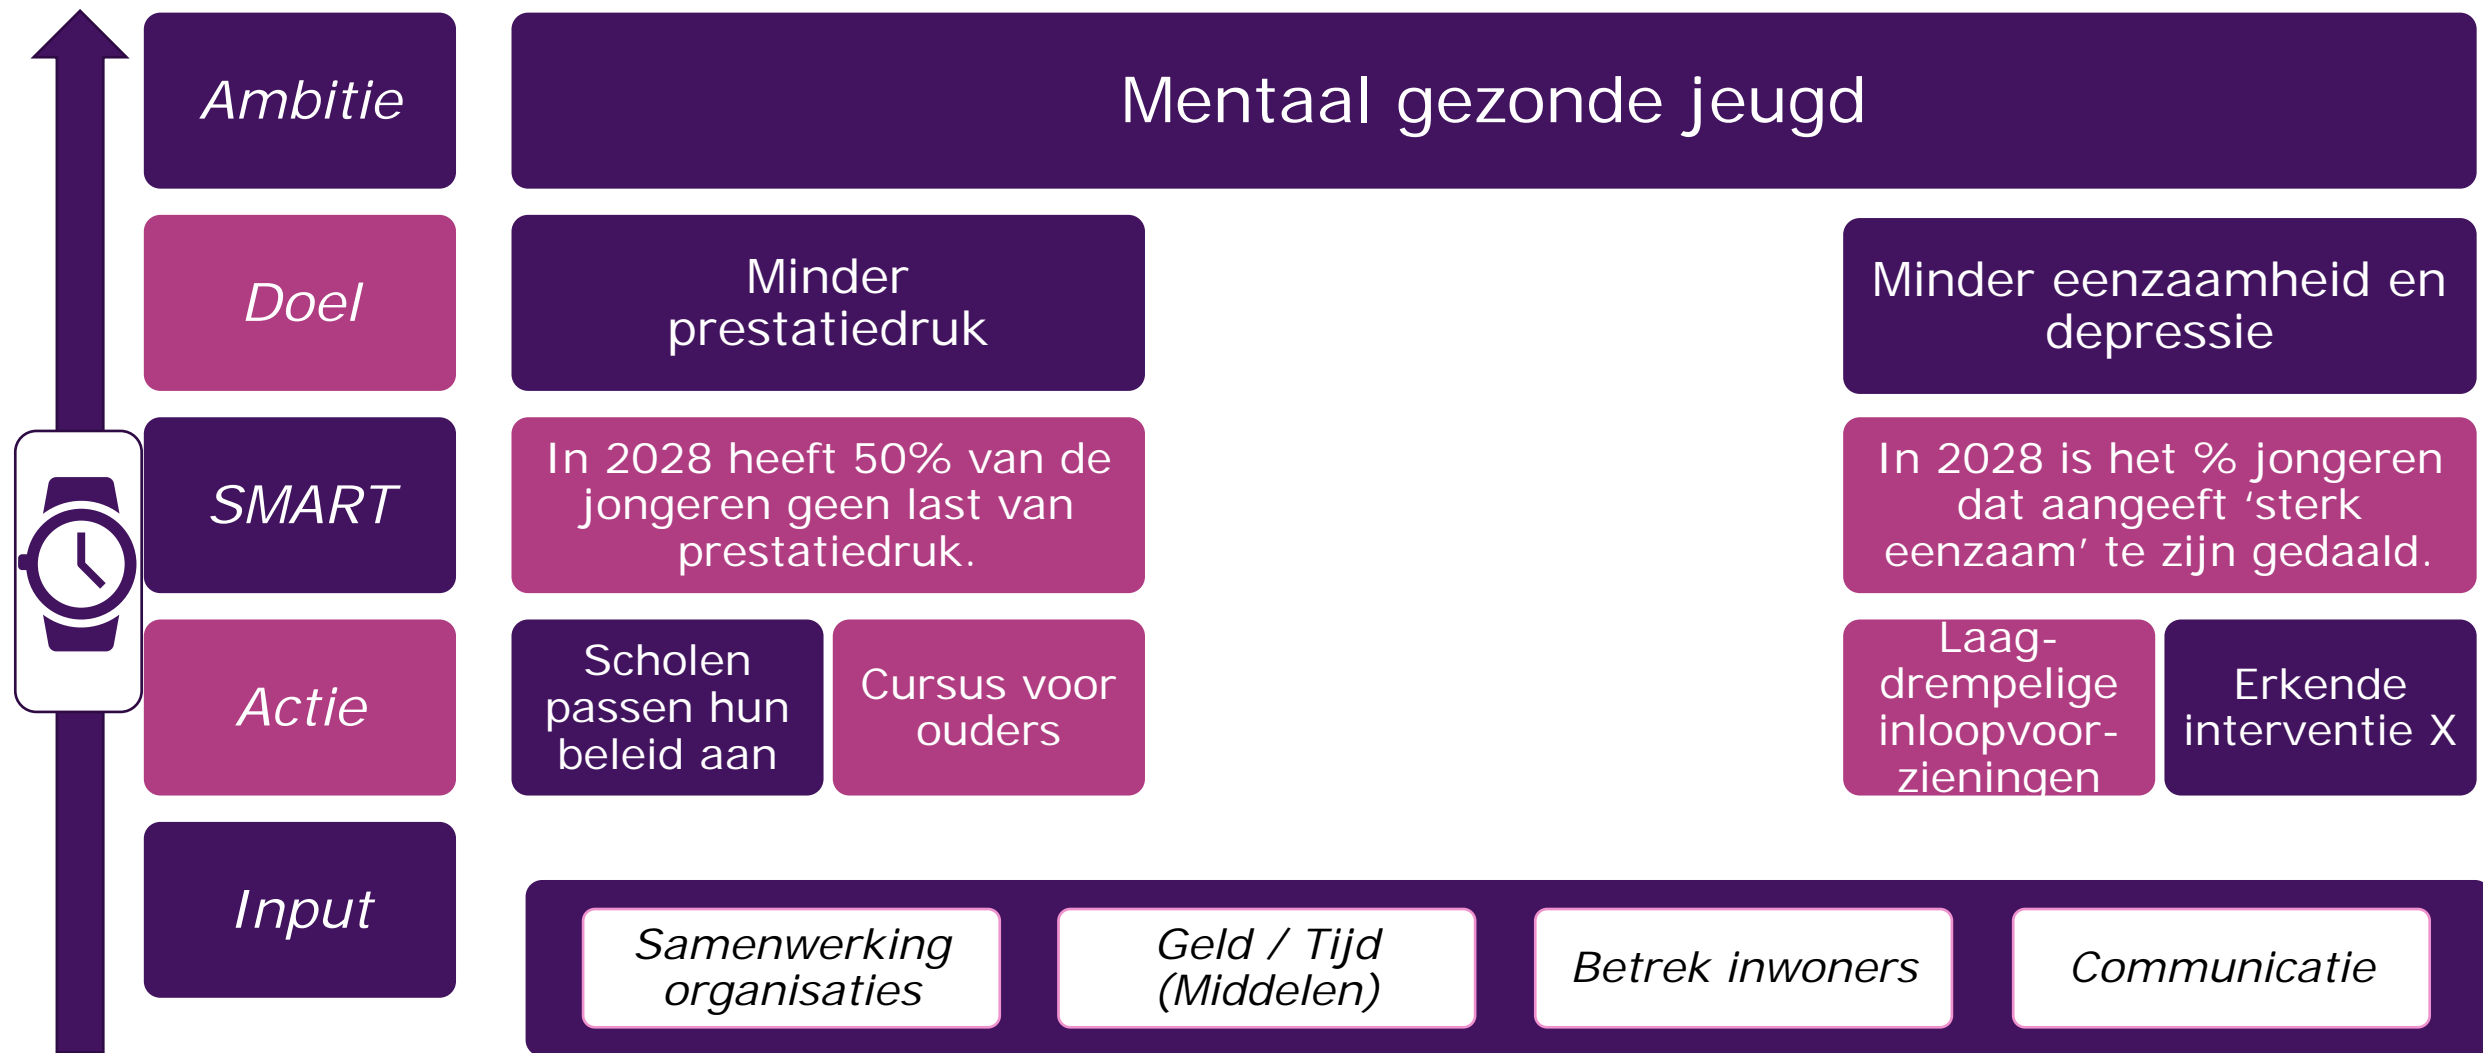 Ambitie
Mentaal gezonde jeugd
Doel
Minder
prestatiedruk
Minder eenzaamheid en
depressie
SMART
In 2028 heeft 50% van de
jongeren geen last van
prestatiedruk.
In 2028 is het % jongeren
dat aangeeft ‘sterk
eenzaam’ te zijn gedaald.
Actie
Scholen
passen hun
beleid aan
Cursus voor
ouders
Laag-
drempelige
inloopvoor-
zieningen
Erkende
interventie X
Input
Samenwerking
organisaties
Geld / Tijd
(Middelen)
Betrek inwoners
Communicatie